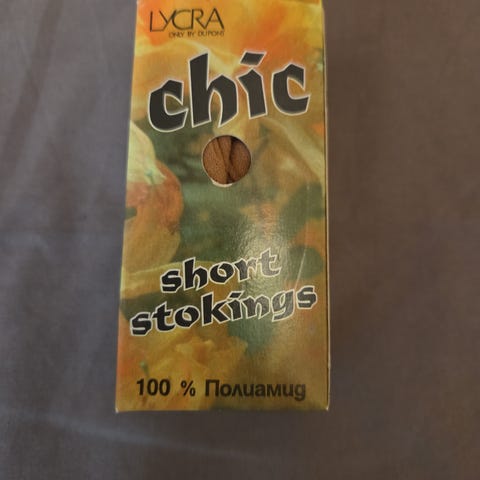 LYCRA
ONLY BY DUPONT
chic
short
stokings
100 % Полиамид